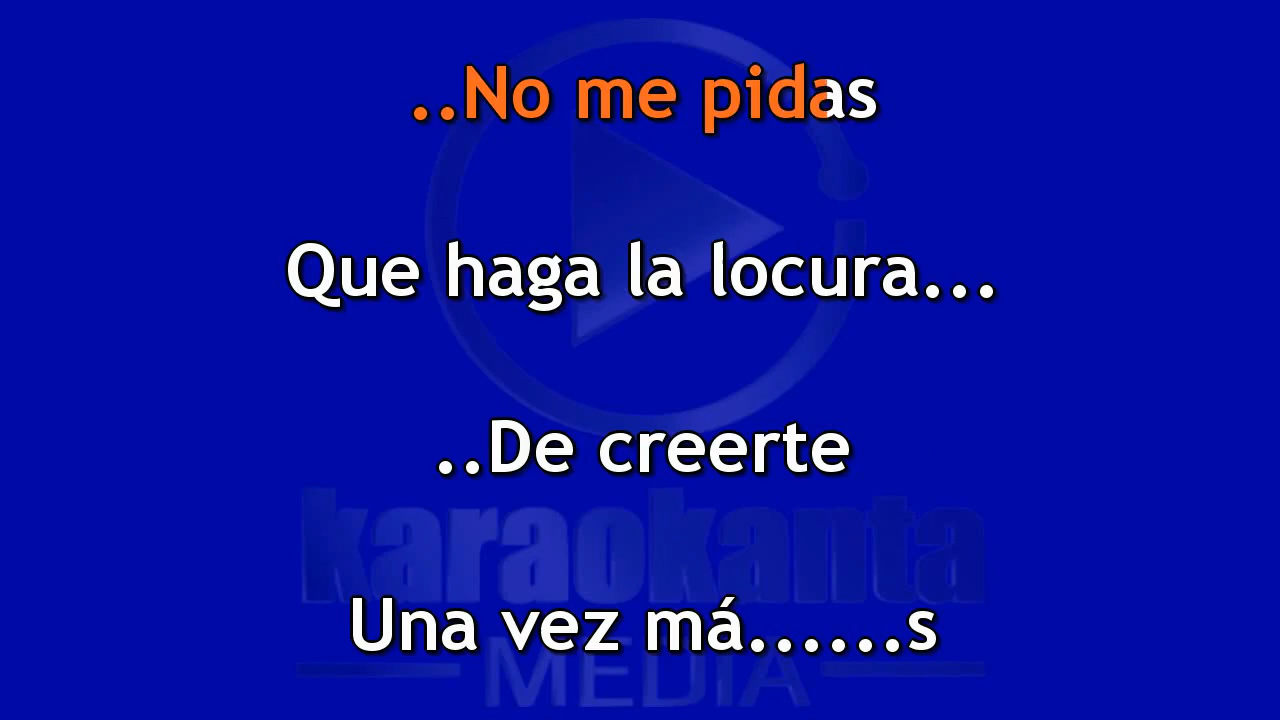 ..No me pidas
Que haga la locura...
..De creerte
karaokanta
Una vez má......s
MEDIA